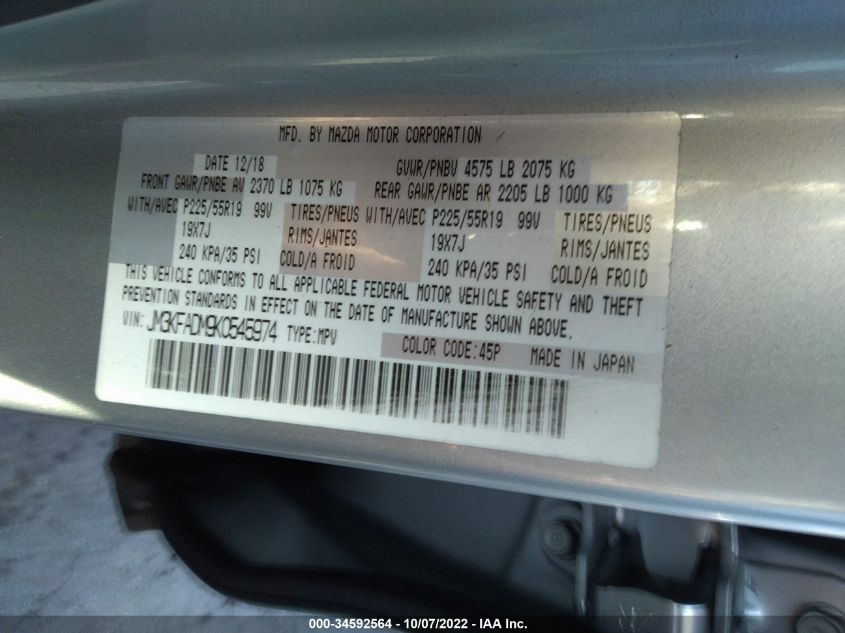 MFD. BY MAZDA MOTOR CORPORATION
DATE 12/18 GVWR/PNBV 4575 LB 2075 KG
FRONT GAWR/PNBE AV 2370 LB 1075 KG REAR GAWR/PNBE AR 2205 LB 1000 KG
WITH/AVEC P225/55R19 99V TIRES/PNEUS WITH/AVEC P225/55R19 99V TIRES/PNEUS
19X7J RIMS/JANTES 19X7J RIMS/JANTES
240 KPA/35 PSI COLD/A FROID 240 KPA/35 PSI COLD/A FROID
THIS VEHICLE CONFORMS TO ALL APPLICABLE FEDERAL MOTOR VEHICLE SAFETY AND THEFT
PREVENTION STANDARDS IN EFFECT ON THE DATE OF MANUFACTURE SHOWN ABOVE.
VIN: JM3KFADM9K0545974 TYPE:MPV
COLOR CODE:45P MADE IN JAPAN
000-34592564 - 10/07/2022 - IAA Inc.